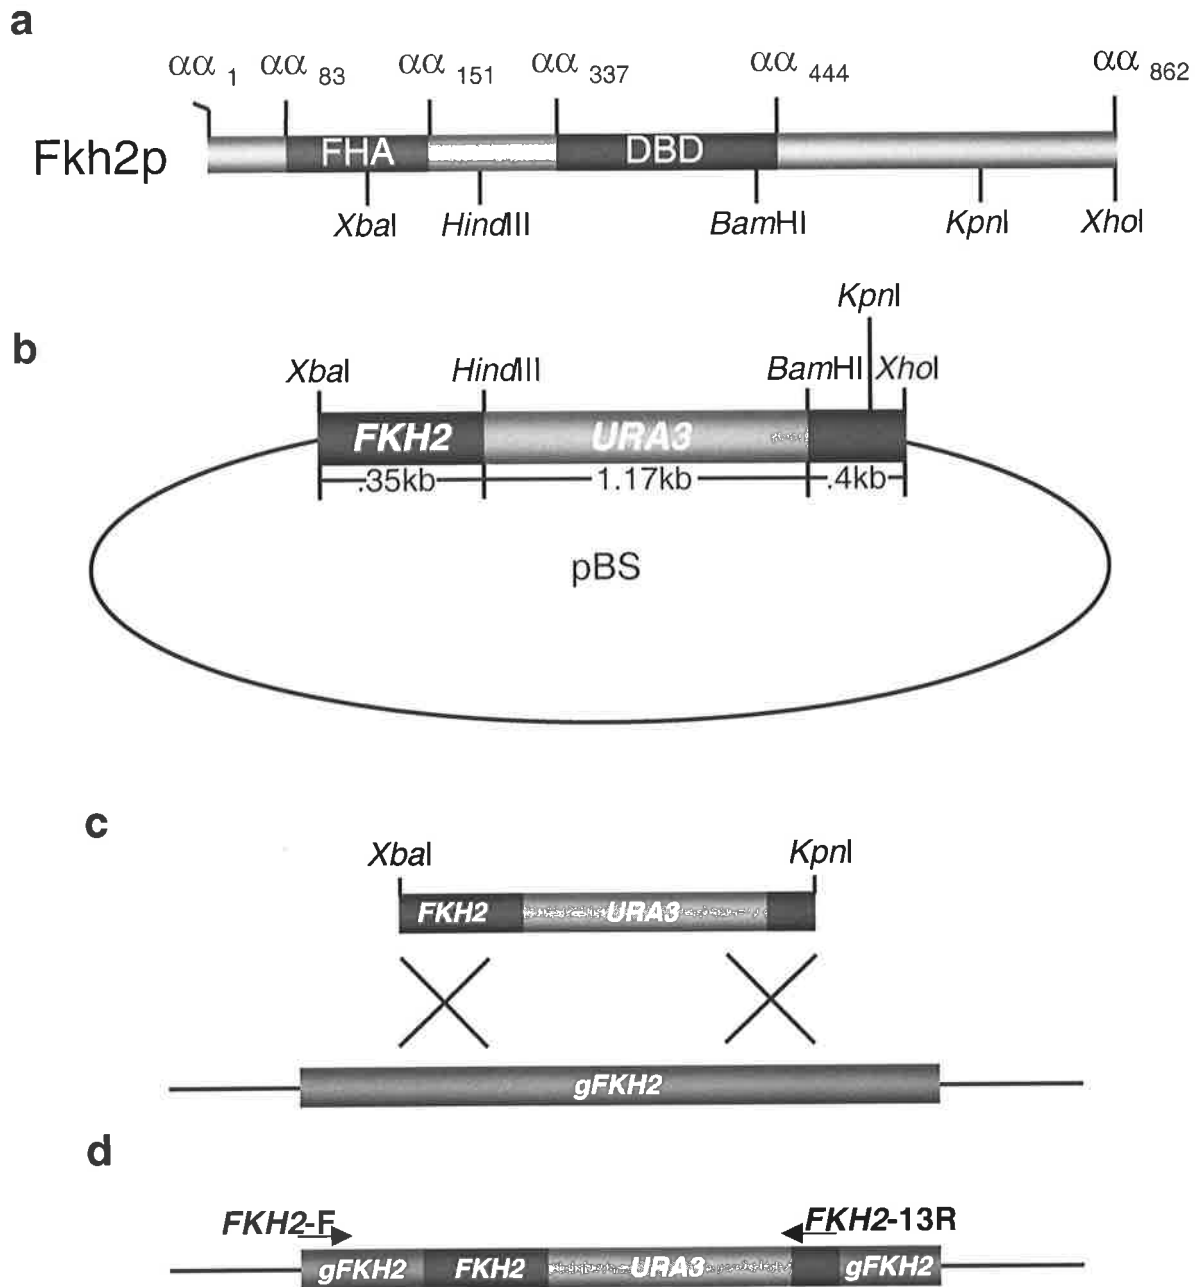 a
αα 1 αα 83 αα 151 αα 337 αα 444 αα 862
Fkh2p FHA DBD
XbaI HindIII BamHI KpnI XhoI
b
KpnI
XbaI HindIII BamHI XhoI
FKH2 URA3
.35kb 1.17kb .4kb
pBS
c
XbaI KpnI
FKH2 URA3
gFKH2
d
FKH2-F FKH2-13R
gFKH2 FKH2 URA3 gFKH2